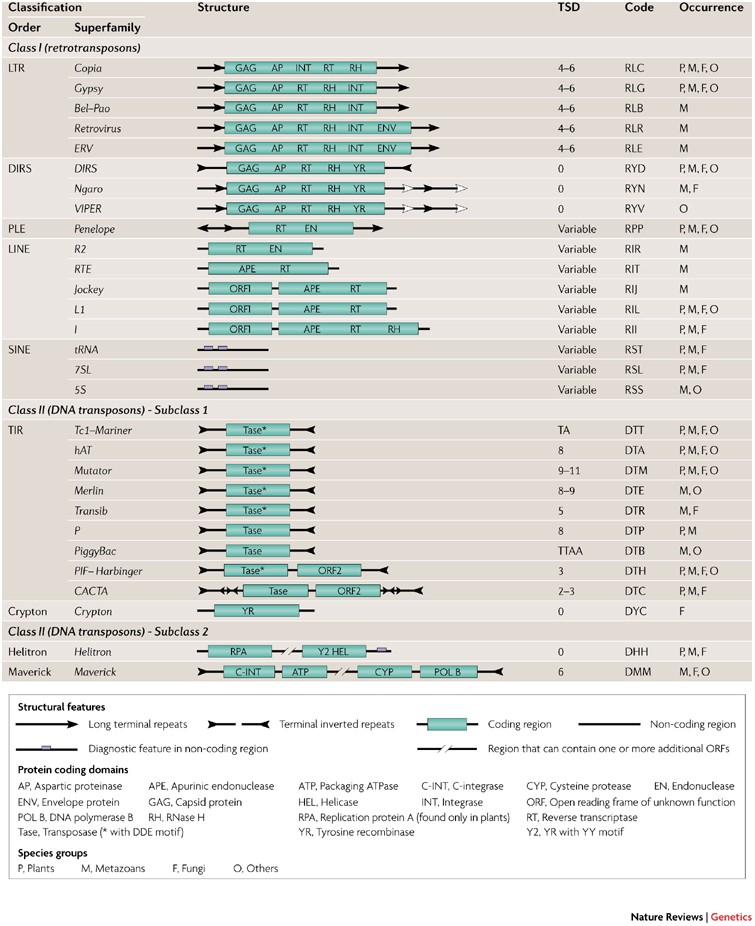 Classification Structure TSD Code Occurrence
Order Superfamily
Class I (retrotransposons)
LTR Copia GAG AP INT RT RH 4–6 RLC P, M, F, O
Gypsy GAG AP RT RH INT 4–6 RLG P, M, F, O
Bel–Pao GAG AP RT RH INT 4–6 RLB M
Retrovirus GAG AP RT RH INT ENV 4–6 RLR M
ERV GAG AP RT RH INT ENV 4–6 RLE M
DIRS DIRS GAG AP RT RH YR 0 RYD P, M, F, O
Ngaro GAG AP RT RH YR 0 RYN M, F
VIPER GAG AP RT RH YR 0 RYV O
PLE Penelope RT EN Variable RPP P, M, F, O
LINE R2 RT EN Variable RIR M
RTE APE RT Variable RIT M
Jockey ORF1 APE RT Variable RIJ M
L1 ORF1 APE RT Variable RIL P, M, F, O
I ORF1 APE RT RH Variable RII P, M, F
SINE tRNA Variable RST P, M, F
7SL Variable RSL P, M, F
5S Variable RSS M, O
Class II (DNA transposons) - Subclass 1
TIR Tc1–Mariner Tase* TA DTT P, M, F, O
hAT Tase* 8 DTA P, M, F, O
Mutator Tase* 9–11 DTM P, M, F, O
Merlin Tase* 8–9 DTE M, O
Transib Tase* 5 DTR M, F
P Tase 8 DTP P, M
PiggyBac Tase TTAA DTB M, O
PIF–Harbinger Tase* ORF2 3 DTH P, M, F, O
CACTA Tase ORF2 2–3 DTC P, M, F
Crypton Crypton YR 0 DYC F
Class II (DNA transposons) - Subclass 2
Helitron Helitron RPA Y2 HEL 0 DHH P, M, F
Maverick Maverick C-INT ATP CYP POL B 6 DMM M, F, O
Structural features
Long terminal repeats Terminal inverted repeats Coding region Non-coding region
Diagnostic feature in non-coding region Region that can contain one or more additional ORFs
Protein coding domains
AP, Aspartic proteinase APE, Apurinic endonuclease ATP, Packaging ATPase C-INT, C-integrase CYP, Cysteine protease EN, Endonuclease
ENV, Envelope protein GAG, Capsid protein HEL, Helicase INT, Integrase ORF, Open reading frame of unknown function
POL B, DNA polymerase B RH, RNase H RPA, Replication protein A (found only in plants) RT, Reverse transcriptase
Tase, Transposase (* with DDE motif) YR, Tyrosine recombinase Y2, YR with YY motif
Species groups
P, Plants M, Metazoans F, Fungi O, Others
Nature Reviews | Genetics